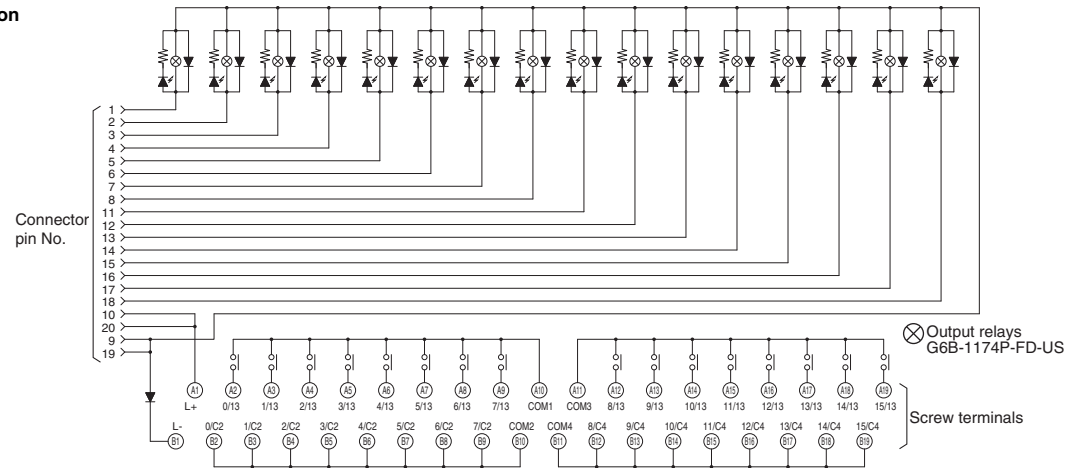 on
1
2
3
4
5
6
7
8
11
12
13
14
15
16
17
18
10
20
9
19
Connector
pin No.
Output relays
G6B-1174P-FD-US
A1 A2 A3 A4 A5 A6 A7 A8 A9 A10 A11 A12 A13 A14 A15 A16 A17 A18 A19
L+ 0/13 1/13 2/13 3/13 4/13 5/13 6/13 7/13 COM1 COM3 8/13 9/13 10/13 11/13 12/13 13/13 14/13 15/13
Screw terminals
L- 0/C2 1/C2 2/C2 3/C2 4/C2 5/C2 6/C2 7/C2 COM2 COM4 8/C4 9/C4 10/C4 11/C4 12/C4 13/C4 14/C4 15/C4
B1 B2 B3 B4 B5 B6 B7 B8 B9 B10 B11 B12 B13 B14 B15 B16 B17 B18 B19